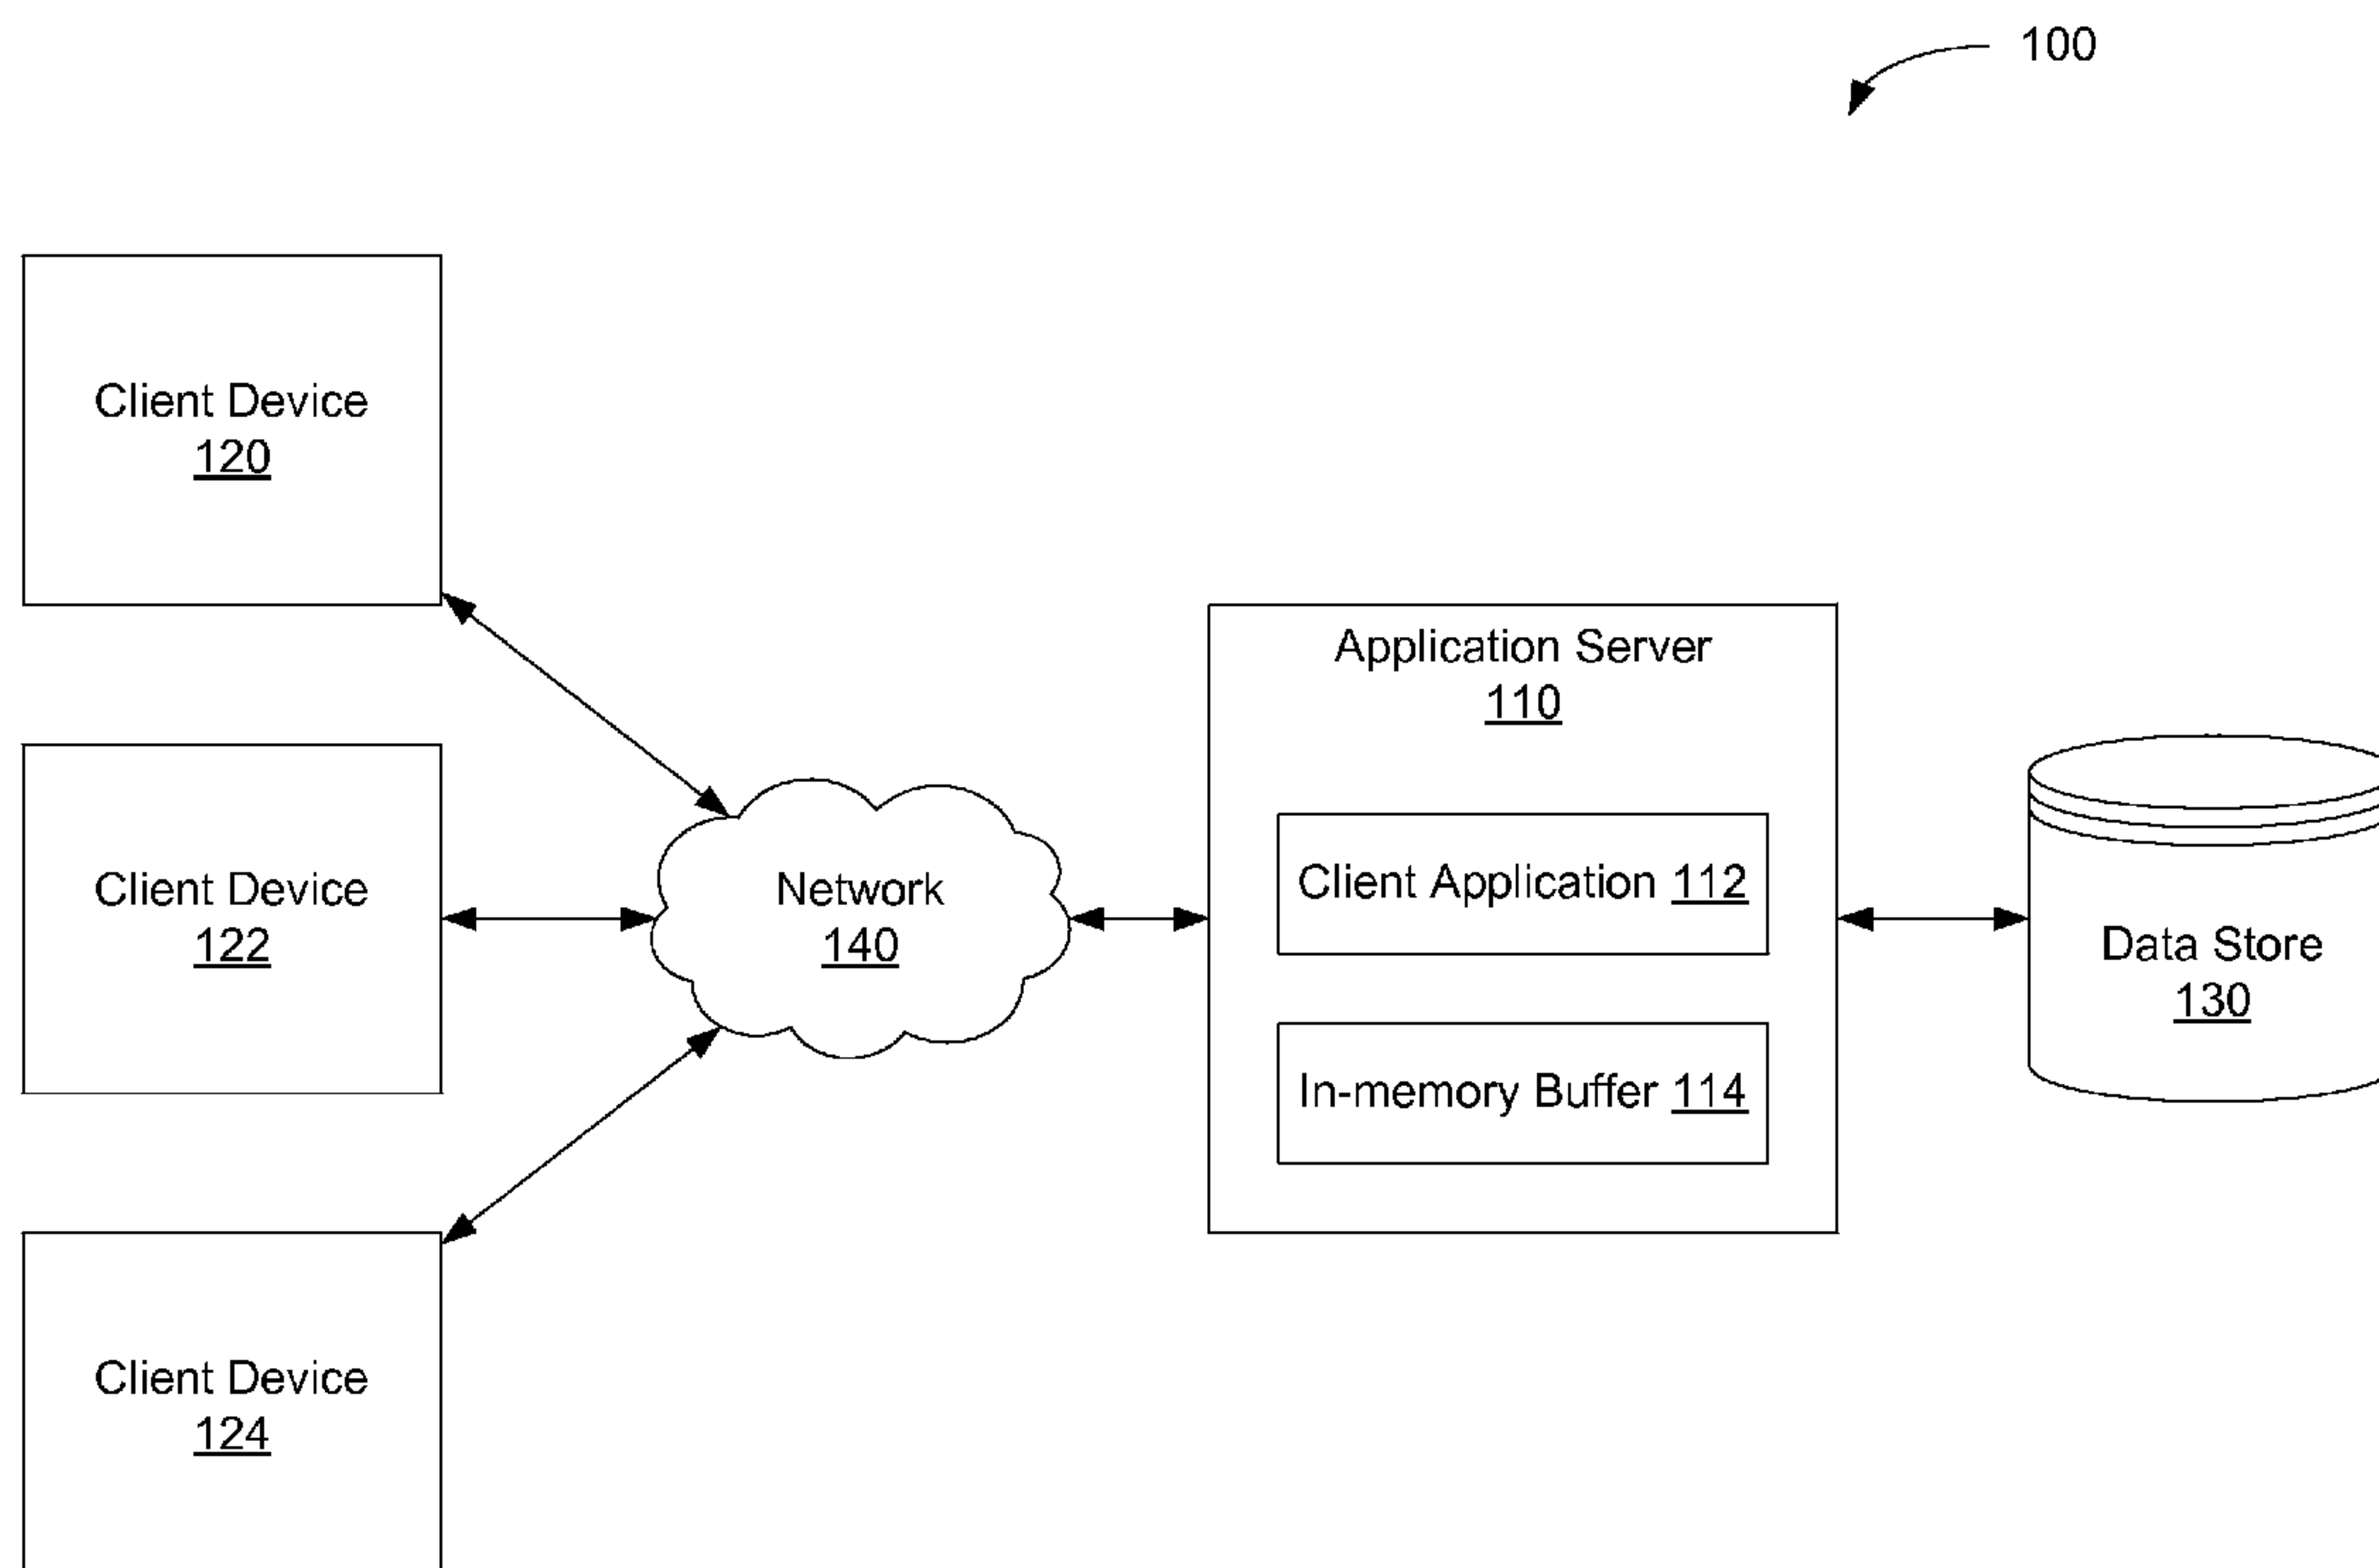 100
Client Device
120
Application Server
110
Client Device
122
Network
140
Client Application 112
Data Store
130
In-memory Buffer 114
Client Device
124